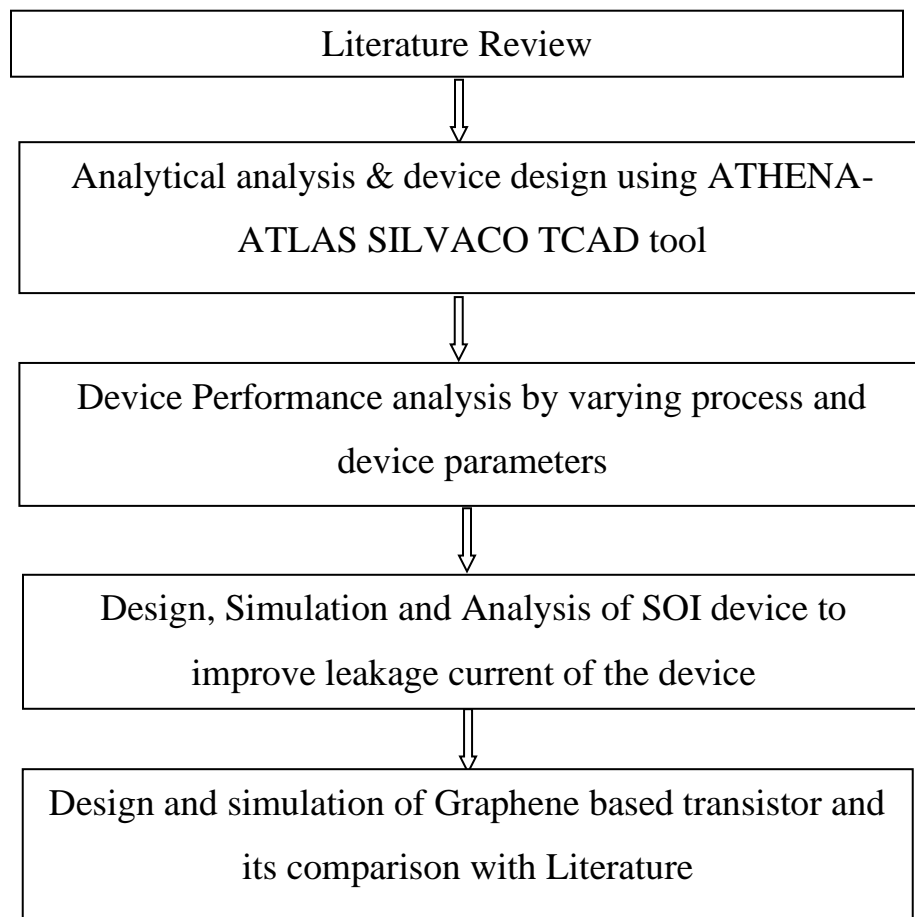 Literature Review
Analytical analysis & device design using ATHENA-
ATLAS SILVACO TCAD tool
Device Performance analysis by varying process and
device parameters
Design, Simulation and Analysis of SOI device to
improve leakage current of the device
Design and simulation of Graphene based transistor and
its comparison with Literature